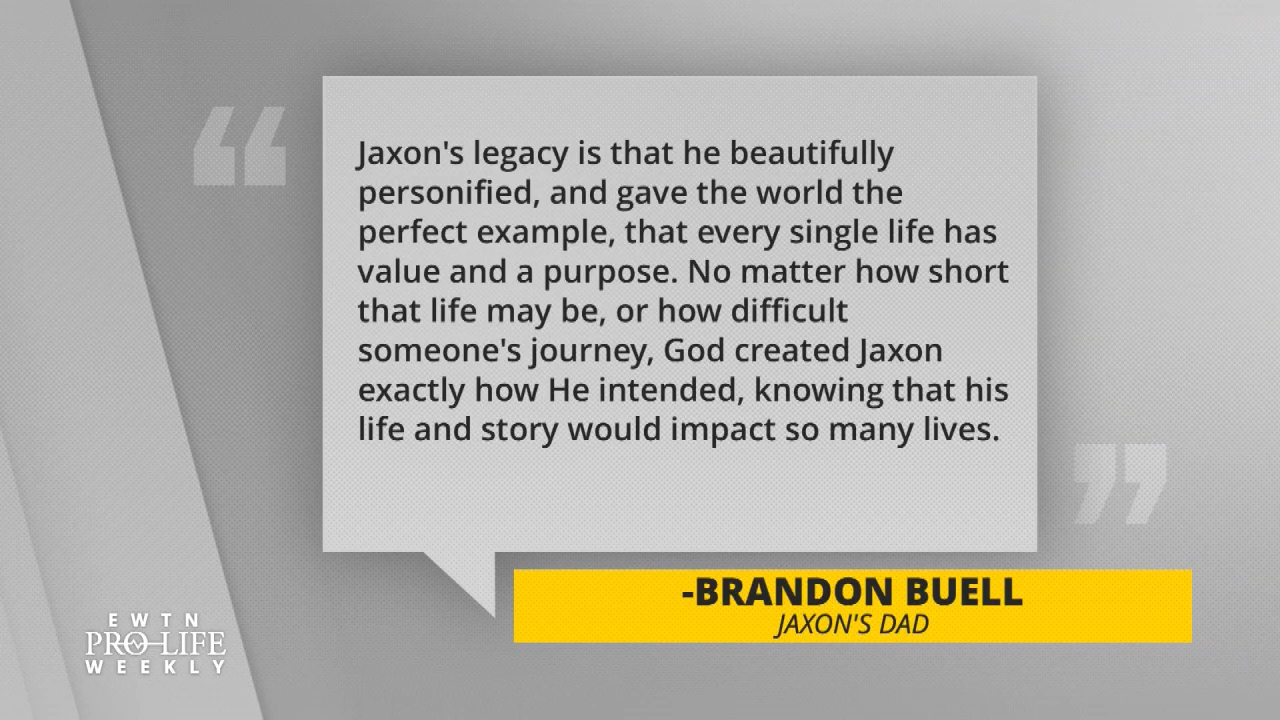 “
Jaxon's legacy is that he beautifully
personified, and gave the world the
perfect example, that every single life has
value and a purpose. No matter how short
that life may be, or how difficult
someone's journey, God created Jaxon
exactly how He intended, knowing that his
life and story would impact so many lives.
”
-BRANDON BUELL
JAXON'S DAD
EWTN
PRO-LIFE
WEEKLY